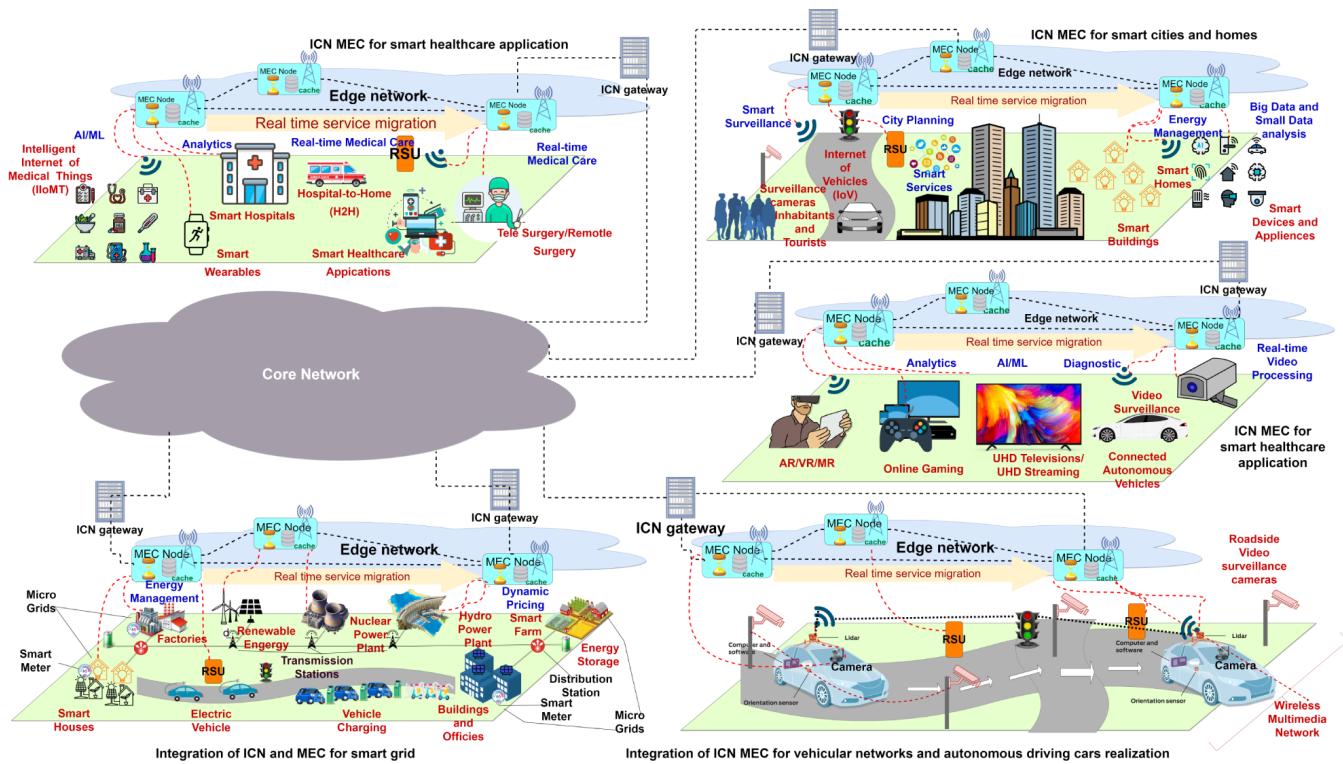 ICN MEC for smart healthcare application
ICN gateway
MEC Node
cache
MEC Node
cache
MEC Node
cache
Edge network
Real time service migration
AI/ML
Analytics
Real-time Medical Care
RSU
Real-time
Medical Care
Intelligent
Internet of
Medical Things
(IIoMT)
Smart Hospitals
Hospital-to-Home
(H2H)
Smart
Wearables
Smart Healthcare
Appications
Tele Surgery/Remotle
Surgery
ICN MEC for smart cities and homes
ICN gateway
MEC Node
cache
MEC Node
cache
MEC Node
cache
Edge network
Real time service migration
Smart
Surveillance
City Planning
Energy
Management
Big Data and
Small Data
analysis
RSU
Internet
of
Vehicles
(IoV)
Smart
Services
Surveillance
cameras
Inhabitants
and
Tourists
Smart
Homes
AI
Smart
Buildings
Smart
Devices and
Appliences
Core Network
ICN gateway
ICN gateway
MEC Node
cache
MEC Node
cache
MEC Node
cache
Edge network
Real time service migration
Analytics
AI/ML
Diagnostic
Real-time
Video
Processing
Video
Surveillance
AR/VR/MR
Online Gaming
UHD Televisions/
UHD Streaming
Connected
Autonomous
Vehicles
ICN MEC for
smart healthcare
application
ICN gateway
ICN gateway
MEC Node
cache
MEC Node
cache
MEC Node
cache
Edge network
Real time service migration
Energy
Management
Dynamic
Pricing
Micro
Grids
Factories
Renewable
Engergy
Nuclear
Power
Plant
Hydro
Power
Plant
Smart
Farm
Energy
Storage
Smart
Meter
RSU
Transmission
Stations
Distribution
Station
Smart
Meter
Micro
Grids
Smart
Houses
Electric
Vehicle
Vehicle
Charging
Buildings
and
Officies
Integration of ICN and MEC for smart grid
ICN gateway
MEC Node
cache
MEC Node
cache
MEC Node
cache
Edge network
Real time service migration
Roadside
Video
surveillance
cameras
RSU
RSU
Lidar
Computer and
software
Camera
Orientation sensor
Lidar
Computer and
software
Camera
Orientation sensor
Wireless
Multimedia
Network
Integration of ICN MEC for vehicular networks and autonomous driving cars realization